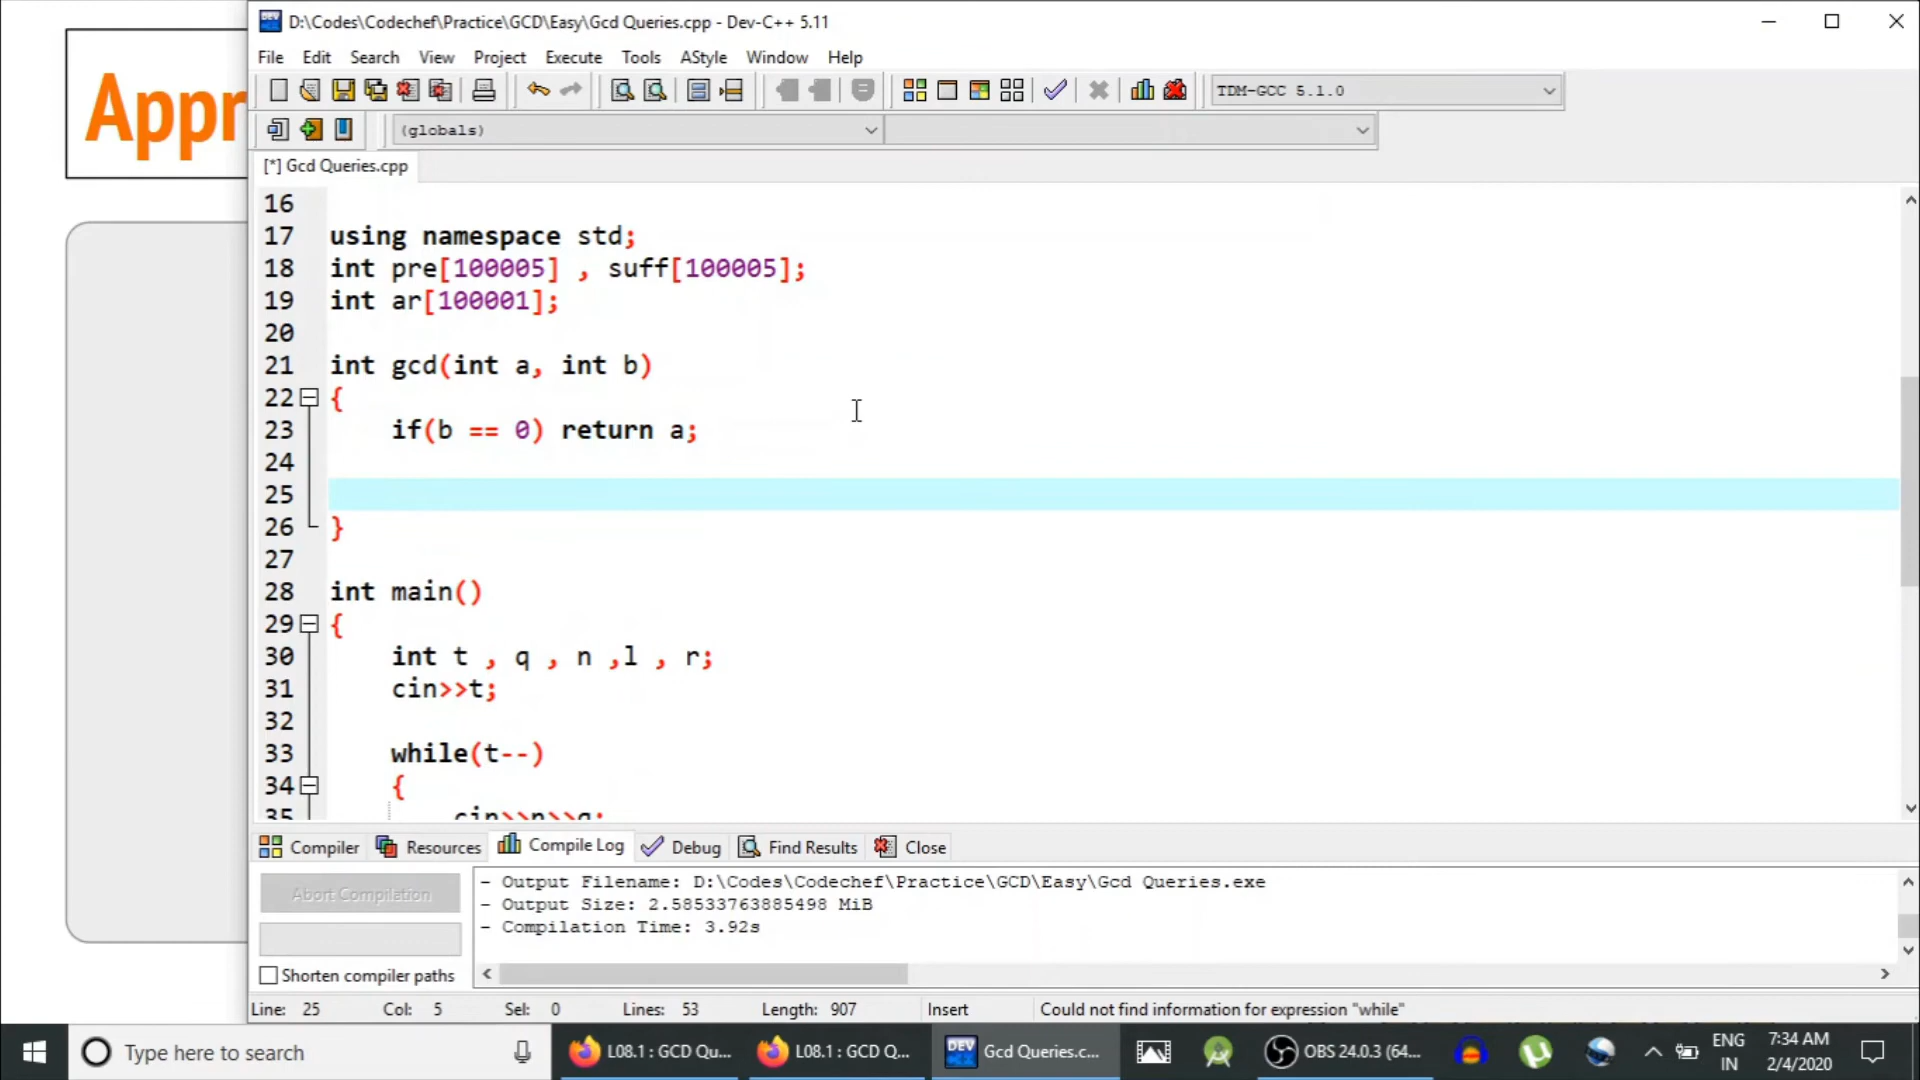 Appr
D:\Codes\Codechef\Practice\GCD\Easy\Gcd Queries.cpp - Dev-C++ 5.11
File Edit Search View Project Execute Tools AStyle Window Help
TDM-GCC 5.1.0
(globals)
[*] Gcd Queries.cpp
16
17 using namespace std;
18 int pre[100005] , suff[100005];
19 int ar[100001];
20
21 int gcd(int a, int b)
22 {
23 if(b == 0) return a;
24
25
26 }
27
28 int main()
29 {
30 int t , q , n ,l , r;
31 cin>>t;
32
33 while(t--)
34 {
35 cin>>n>>q;
Compiler Resources Compile Log Debug Find Results Close
Abort Compilation
Shorten compiler paths
- Output Filename: D:\Codes\Codechef\Practice\GCD\Easy\Gcd Queries.exe
- Output Size: 2.58533763885498 MiB
- Compilation Time: 3.92s
Line: 25 Col: 5 Sel: 0 Lines: 53 Length: 907 Insert Could not find information for expression "while"
Type here to search
L08.1 : GCD Qu...
L08.1 : GCD Q...
DEV
Gcd Queries.c...
OBS 24.0.3 (64...
ENG
IN
7:34 AM
2/4/2020